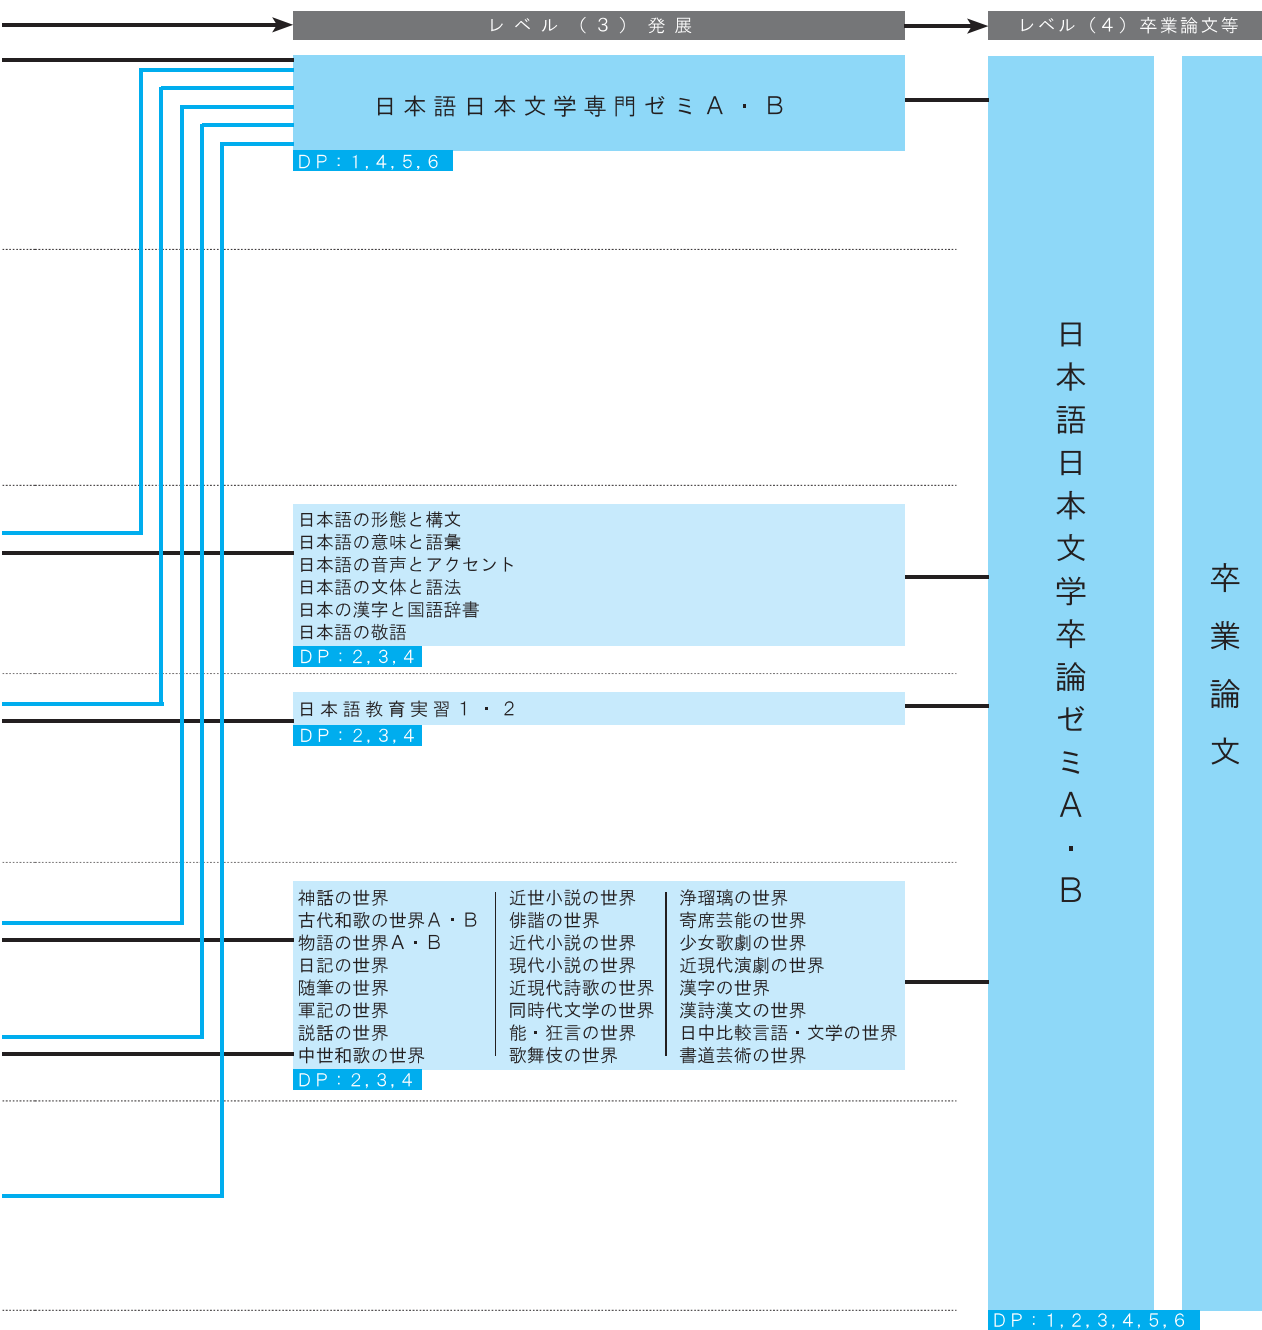 レベル（3）発展
レベル（4）卒業論文等
日本語日本文学専門ゼミA・B
DP：1,4,5,6
日本語の形態と構文
日本語の意味と語彙
日本語の音声とアクセント
日本語の文体と語法
日本の漢字と国語辞書
日本語の敬語
DP：2,3,4
日本語教育実習1・2
DP：2,3,4
神話の世界
古代和歌の世界A・B
物語の世界A・B
日記の世界
随筆の世界
軍記の世界
説話の世界
中世和歌の世界
近世小説の世界
俳諧の世界
近代小説の世界
現代小説の世界
近現代詩歌の世界
同時代文学の世界
能・狂言の世界
歌舞伎の世界
浄瑠璃の世界
寄席芸能の世界
少女歌劇の世界
近現代演劇の世界
漢字の世界
漢詩漢文の世界
日中比較言語・文学の世界
書道芸術の世界
DP：2,3,4
日本語日本文学卒論ゼミA・B
卒業論文
DP：1,2,3,4,5,6